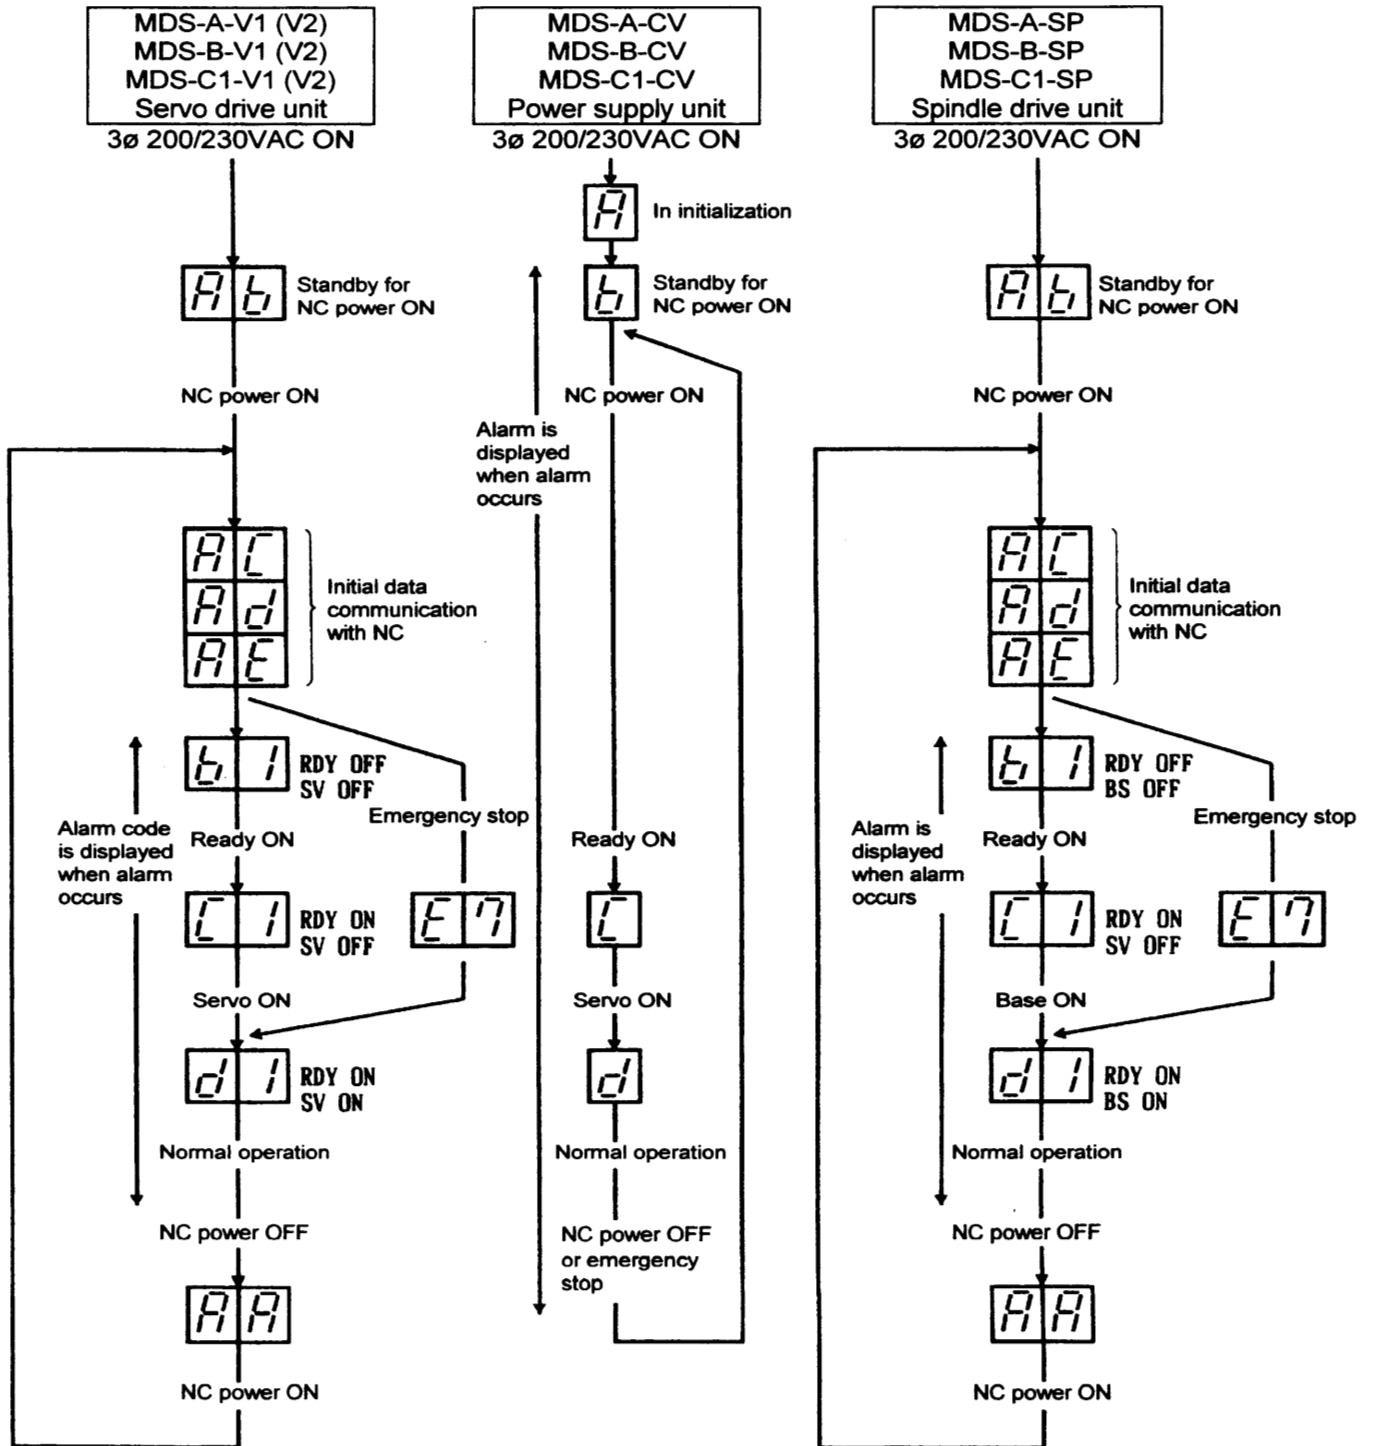 MDS-A-V1 (V2)
MDS-B-V1 (V2)
MDS-C1-V1 (V2)
Servo drive unit
3ø 200/230VAC ON
A b
Standby for
NC power ON
NC power ON
A C
A d
A E
Initial data
communication
with NC
b 1
RDY OFF
SV OFF
Emergency stop
Alarm code
is displayed
when alarm
occurs
Ready ON
C 1
RDY ON
SV OFF
E 7
Servo ON
d 1
RDY ON
SV ON
Normal operation
NC power OFF
A A
NC power ON
MDS-A-CV
MDS-B-CV
MDS-C1-CV
Power supply unit
3ø 200/230VAC ON
A
In initialization
b
Standby for
NC power ON
NC power ON
Alarm is
displayed
when alarm
occurs
Ready ON
C
Servo ON
d
Normal operation
NC power OFF
or emergency
stop
MDS-A-SP
MDS-B-SP
MDS-C1-SP
Spindle drive unit
3ø 200/230VAC ON
A b
Standby for
NC power ON
NC power ON
A C
A d
A E
Initial data
communication
with NC
b 1
RDY OFF
BS OFF
Emergency stop
Alarm is
displayed
when alarm
occurs
Ready ON
C 1
RDY ON
SV OFF
E 7
Base ON
d 1
RDY ON
BS ON
Normal operation
NC power OFF
A A
NC power ON